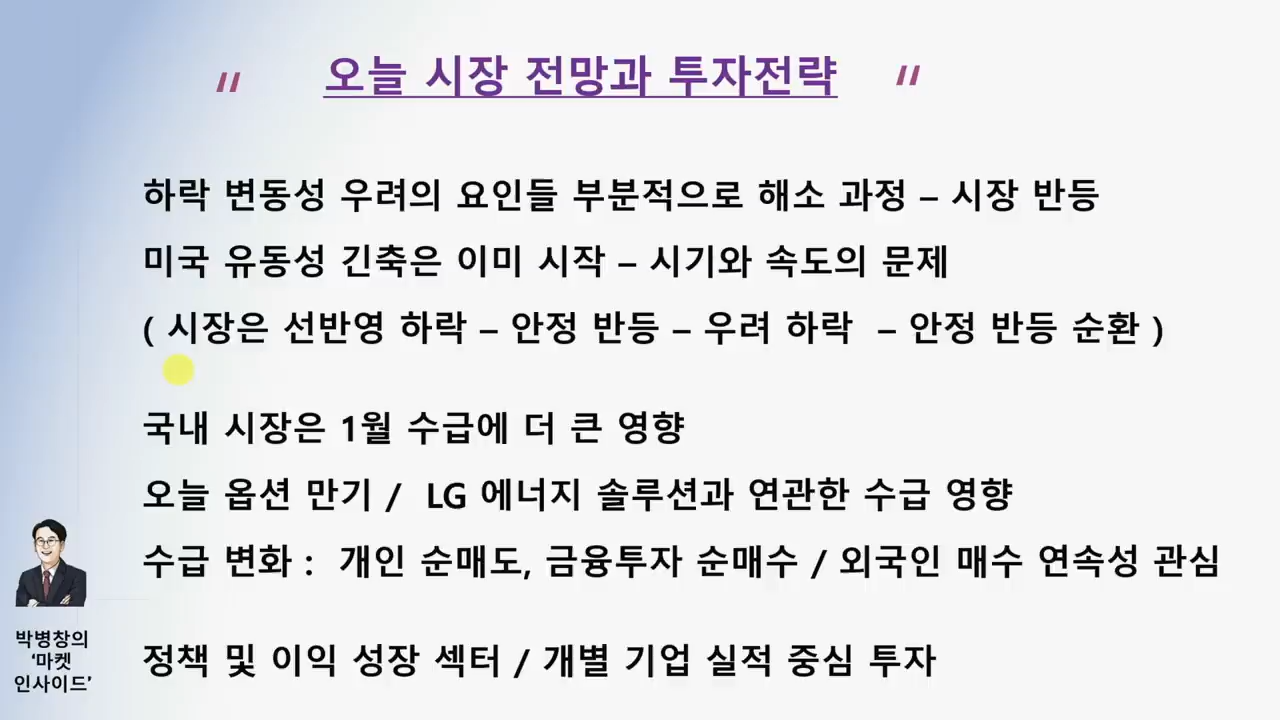 " 오늘 시장 전망과 투자전략 "
하락 변동성 우려의 요인들 부분적으로 해소 과정 – 시장 반등
미국 유동성 긴축은 이미 시작 – 시기와 속도의 문제
( 시장은 선반영 하락 – 안정 반등 – 우려 하락 – 안정 반등 순환 )
국내 시장은 1월 수급에 더 큰 영향
오늘 옵션 만기 / LG 에너지 솔루션과 연관한 수급 영향
수급 변화 : 개인 순매도, 금융투자 순매수 / 외국인 매수 연속성 관심
정책 및 이익 성장 섹터 / 개별 기업 실적 중심 투자
박병창의
‘마켓
인사이드’